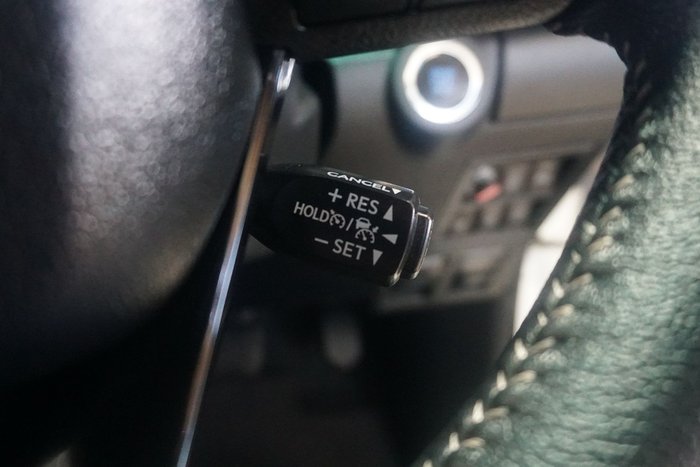 CANCEL▼
+ RES ▲
HOLD / ◀
− SET ▼